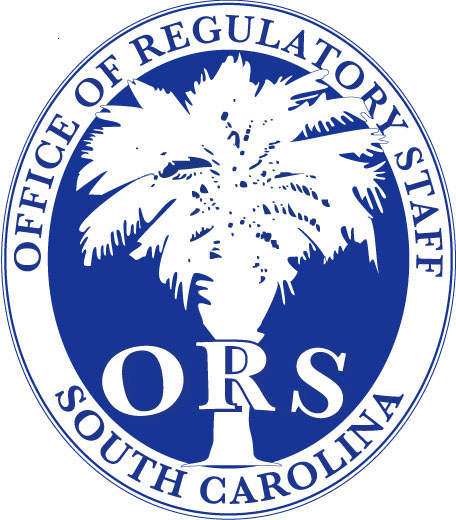 OFFICE OF REGULATORY STAFF
ORS
SOUTH CAROLINA